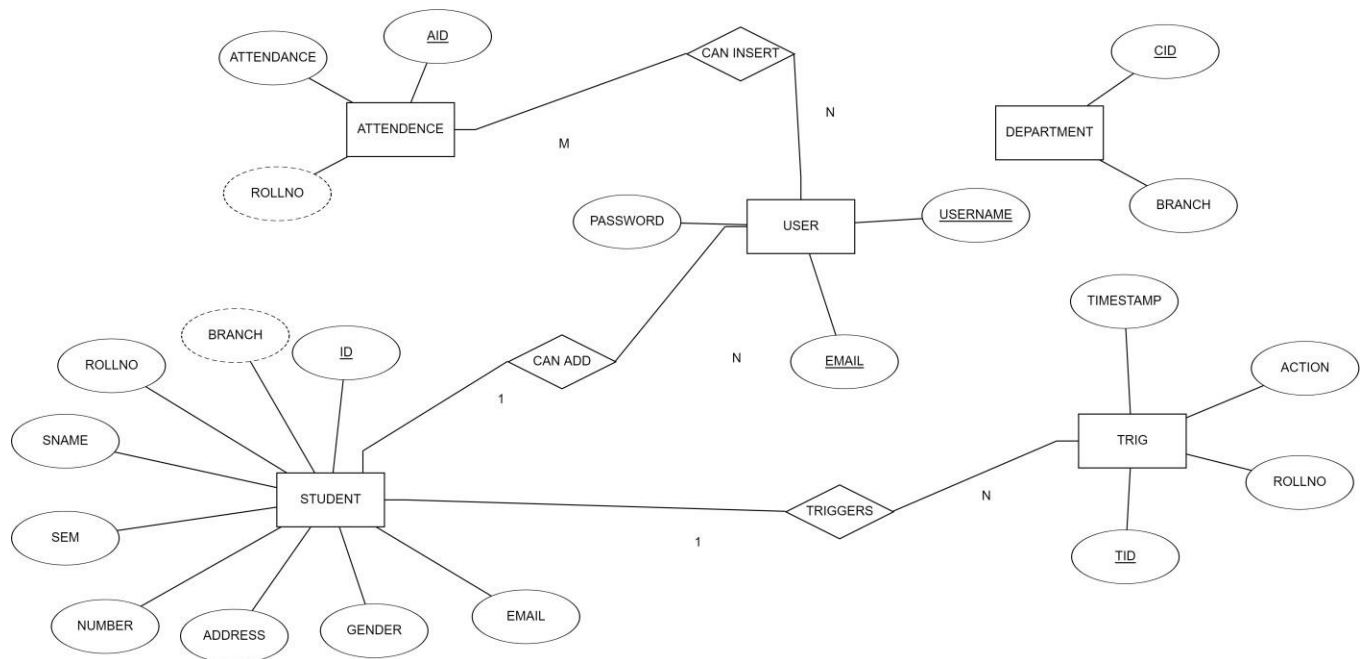 AID
CID
ATTENDANCE
CAN INSERT
ATTENDENCE
DEPARTMENT
M
N
ROLLNO
BRANCH
PASSWORD
USER
USERNAME
TIMESTAMP
BRANCH
ID
ROLLNO
CAN ADD
N
EMAIL
ACTION
1
SNAME
TRIG
STUDENT
TRIGGERS
N
ROLLNO
SEM
1
TID
NUMBER
ADDRESS
GENDER
EMAIL